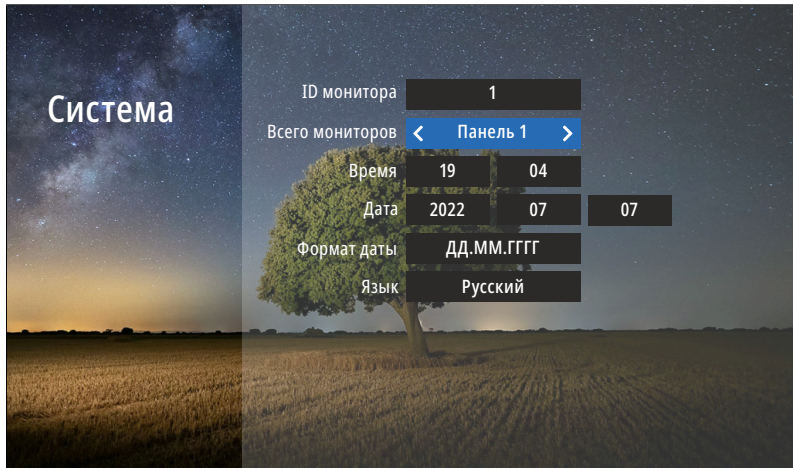 Система
ID монитора 1
Всего мониторов Панель 1
Время 19 04
Дата 2022 07 07
Формат даты ДД.ММ.ГГГГ
Язык Русский